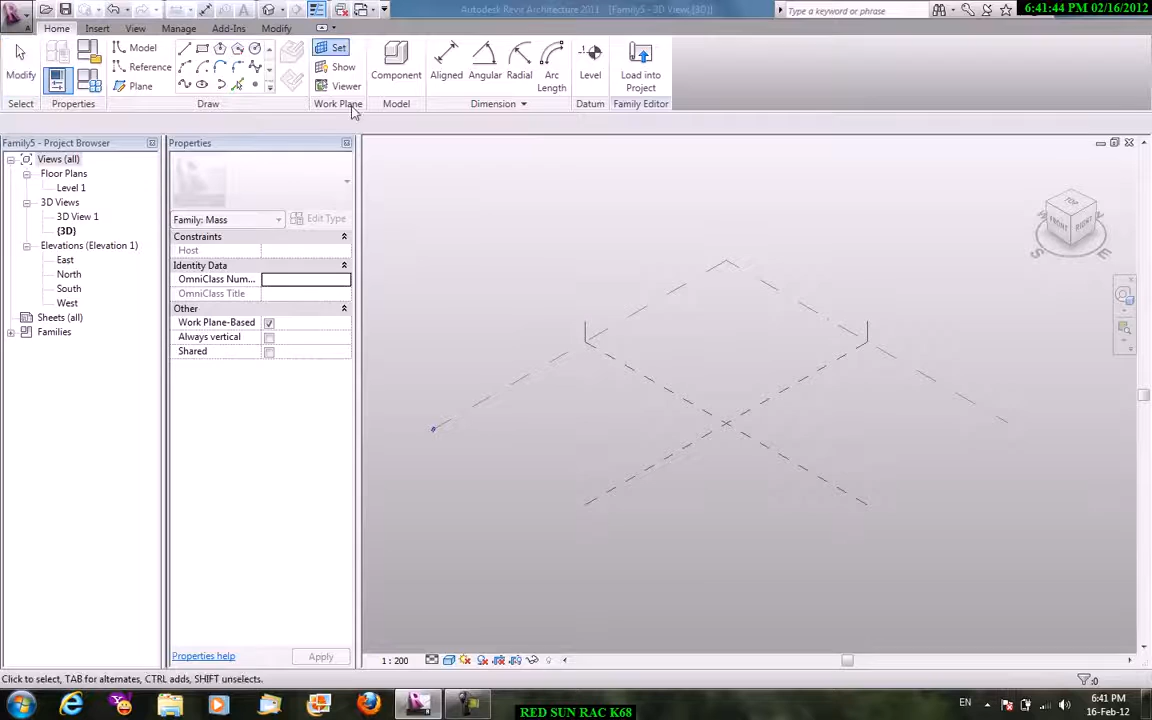 Autodesk Revit Architecture 2011 - [Family5 - 3D View: {3D}]
Type a keyword or phrase
6:41:44 PM 02/16/2012
Home Insert View Manage Add-Ins Modify
Modify
Model
Reference
Plane
Set
Show
Viewer
Component
Aligned Angular Radial Arc Length
Level
Load into Project
Select Properties Draw Work Plane Model Dimension Datum Family Editor
Family5 - Project Browser
Views (all)
Floor Plans
Level 1
3D Views
3D View 1
{3D}
Elevations (Elevation 1)
East
North
South
West
Sheets (all)
Families
Properties
Family: Mass
Edit Type
Constraints
Host
Identity Data
OmniClass Num...
OmniClass Title
Other
Work Plane-Based
Always vertical
Shared
Properties help
Apply
TOP
FRONT
RIGHT
S
E
1 : 200
Click to select, TAB for alternates, CTRL adds, SHIFT unselects.
:0
EN
6:41 PM
16-Feb-12
RED SUN RAC K68